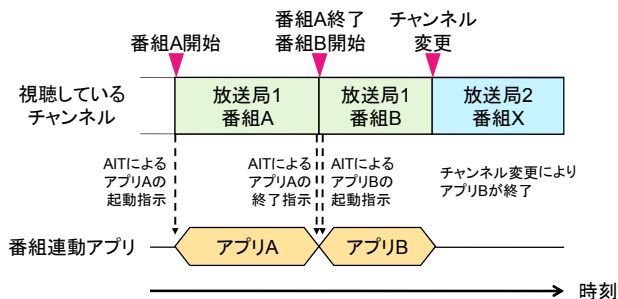 番組A開始
番組A終了
番組B開始
チャンネル
変更
視聴している
チャンネル
放送局1
番組A
放送局1
番組B
放送局2
番組X
AITによる
アプリAの
起動指示
AITによる
アプリAの
終了指示
AITによる
アプリBの
起動指示
チャンネル変更により
アプリBが終了
番組連動アプリ
アプリA
アプリB
時刻